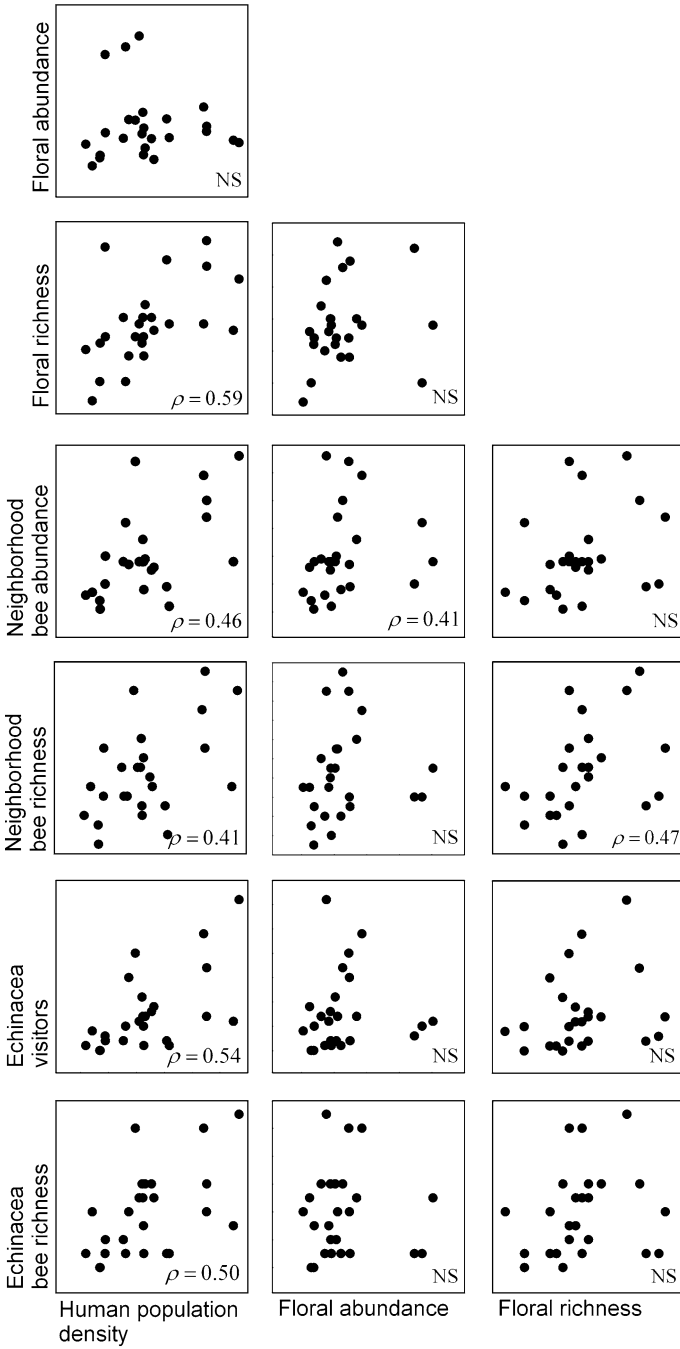 Floral abundance
NS
Floral richness
ρ = 0.59
NS
Neighborhood
bee abundance
ρ = 0.46
ρ = 0.41
NS
Neighborhood
bee richness
ρ = 0.41
NS
ρ = 0.47
Echinacea
visitors
ρ = 0.54
NS
NS
Echinacea
bee richness
ρ = 0.50
NS
NS
Human population
density
Floral abundance
Floral richness